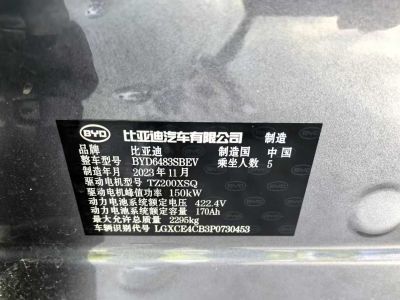 BYD
BYD 比亚迪汽车有限公司 制造
品牌 比亚迪 制造国 中国
整车型号 BYD6483SBEV 乘坐人数 5
制造年月 2023年11月
驱动电机型号 TZ200XSQ
驱动电机峰值功率 150kW
动力电池系统额定电压 422.4V
动力电池系统额定容量 170Ah
最大允许总质量 2295kg
车辆识别代号 LGXCE4CB3P0730453